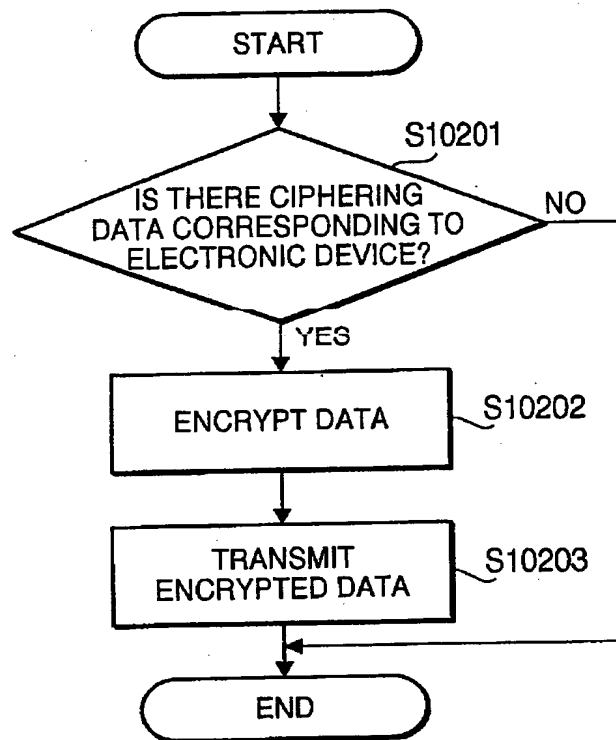 START
S10201
IS THERE CIPHERING
DATA CORRESPONDING TO
ELECTRONIC DEVICE?
NO
YES
ENCRYPT DATA
S10202
TRANSMIT
ENCRYPTED DATA
S10203
END